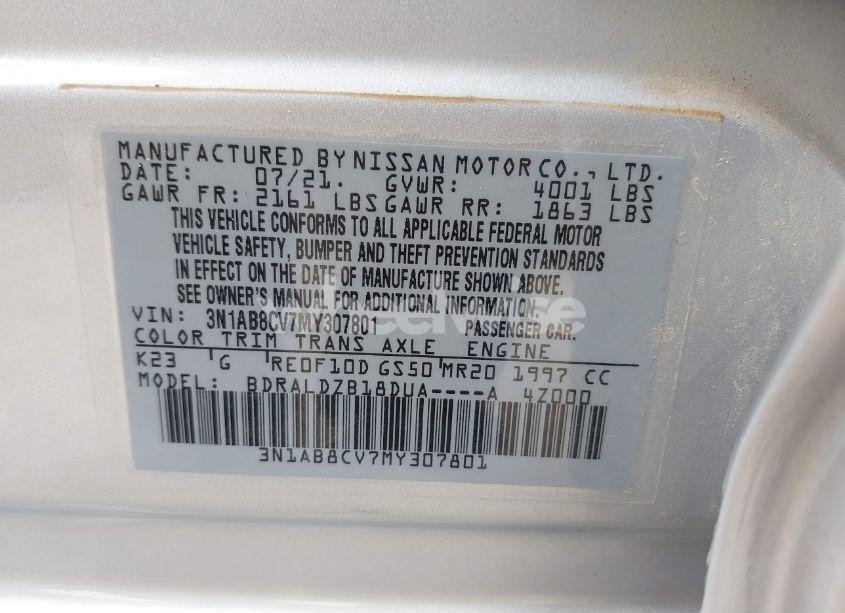 MANUFACTURED BY NISSAN MOTOR CO., LTD.
DATE: 07/21. GVWR: 4001 LBS
GAWR FR: 2161 LBS GAWR RR: 1863 LBS
THIS VEHICLE CONFORMS TO ALL APPLICABLE FEDERAL MOTOR
VEHICLE SAFETY, BUMPER AND THEFT PREVENTION STANDARDS
IN EFFECT ON THE DATE OF MANUFACTURE SHOWN ABOVE.
SEE OWNER'S MANUAL FOR ADDITIONAL INFORMATION.
VIN: 3N1AB8CV7MY307801 PASSENGER CAR.
COLOR TRIM TRANS AXLE ENGINE
K23 G RE0F10D GS50 MR20 1997 CC
MODEL: BDRALDZB18DUA----A 4Z000
3N1AB8CV7MY307801